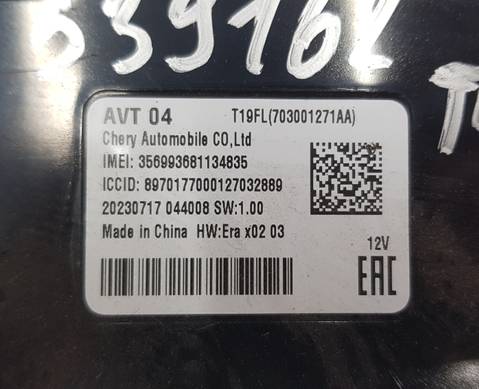 539162
AVT 04 T19FL(703001271AA)
Chery Automobile CO,Ltd
IMEI: 356993681134835
ICCID: 8970177000127032889
20230717 044008 SW:1.00
Made in China HW:Era x02 03
12V
EAC